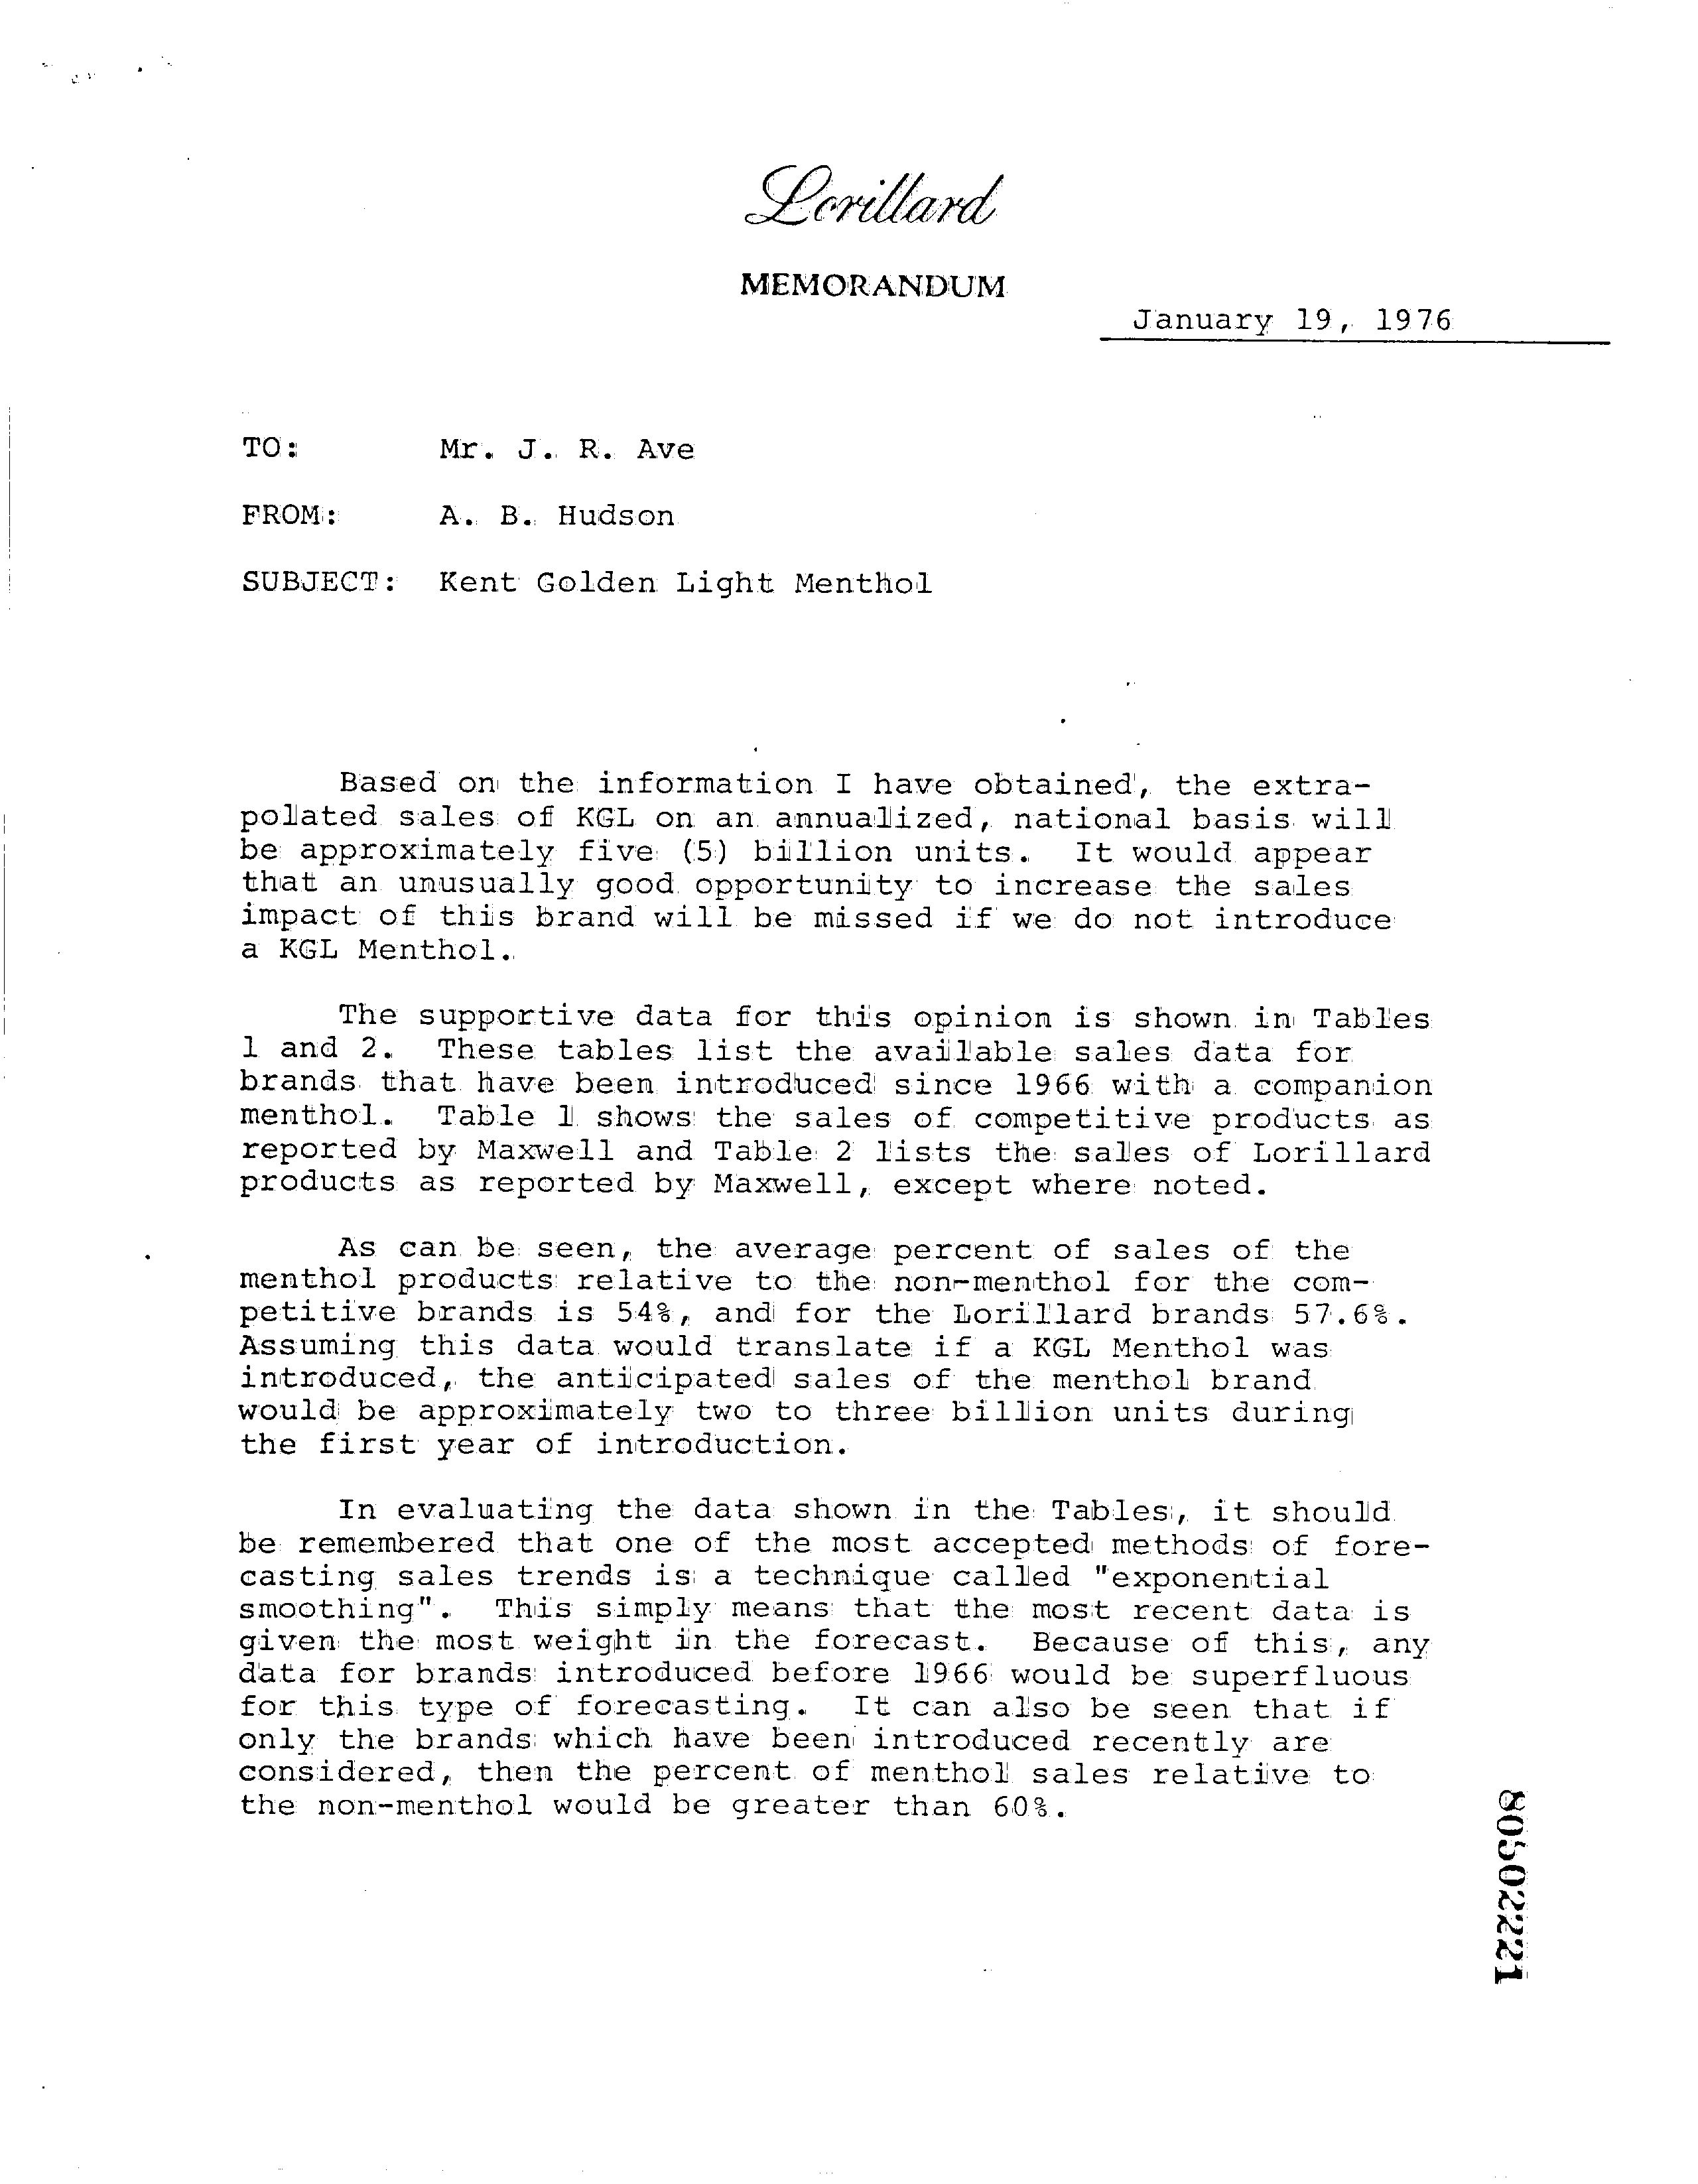 Lorillard
MEMORANDUM
January 19, 1976
TO: Mr. J. R. Ave
FROM: A. B. Hudson
SUBJECT: Kent Golden Light Menthol
Based on the information I have obtained, the extra-
polated sales of KGL on an annualized, national basis will
be approximately five (5) billion units. It would appear
that an unusually good opportunity to increase the sales
impact of this brand will be missed if we do not introduce
a KGL Menthol.
The supportive data for this opinion is shown in Tables
1 and 2. These tables list the available sales data for
brands that have been introduced since 1966 with a companion
menthol. Table 1 shows the sales of competitive products as
reported by Maxwell and Table 2 lists the sales of Lorillard
products as reported by Maxwell, except where noted.
As can be seen, the average percent of sales of the
menthol products relative to the non-menthol for the com-
petitive brands is 54%, and for the Lorillard brands 57.6%.
Assuming this data would translate if a KGL Menthol was
introduced, the anticipated sales of the menthol brand
would be approximately two to three billion units during
the first year of introduction.
In evaluating the data shown in the Tables, it should
be remembered that one of the most accepted methods of fore-
casting sales trends is a technique called "exponential
smoothing". This simply means that the most recent data is
given the most weight in the forecast. Because of this, any
data for brands introduced before 1966 would be superfluous
for this type of forecasting. It can also be seen that if
only the brands which have been introduced recently are
considered, then the percent of menthol sales relative to
the non-menthol would be greater than 60%.
80502221